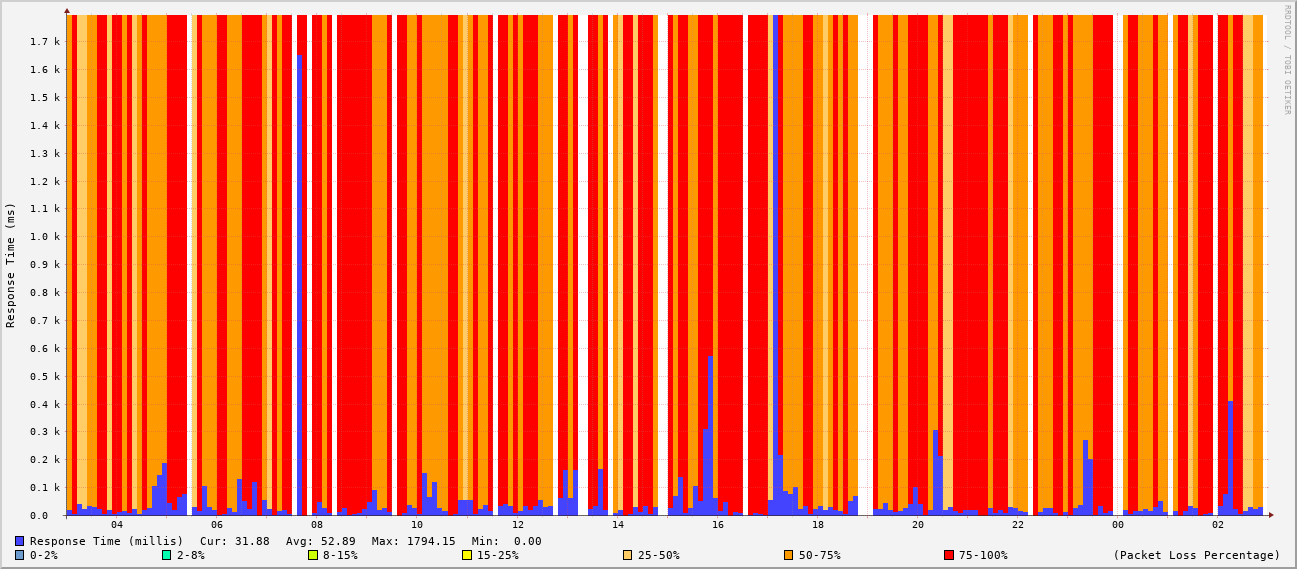 RRDTOOL / TOBI OETIKER
Response Time (ms)
1.7 k
1.6 k
1.5 k
1.4 k
1.3 k
1.2 k
1.1 k
1.0 k
0.9 k
0.8 k
0.7 k
0.6 k
0.5 k
0.4 k
0.3 k
0.2 k
0.1 k
0.0
04 06 08 10 12 14 16 18 20 22 00 02
Response Time (millis) Cur: 31.88 Avg: 52.89 Max: 1794.15 Min: 0.00
0-2% 2-8% 8-15% 15-25% 25-50% 50-75% 75-100% (Packet Loss Percentage)